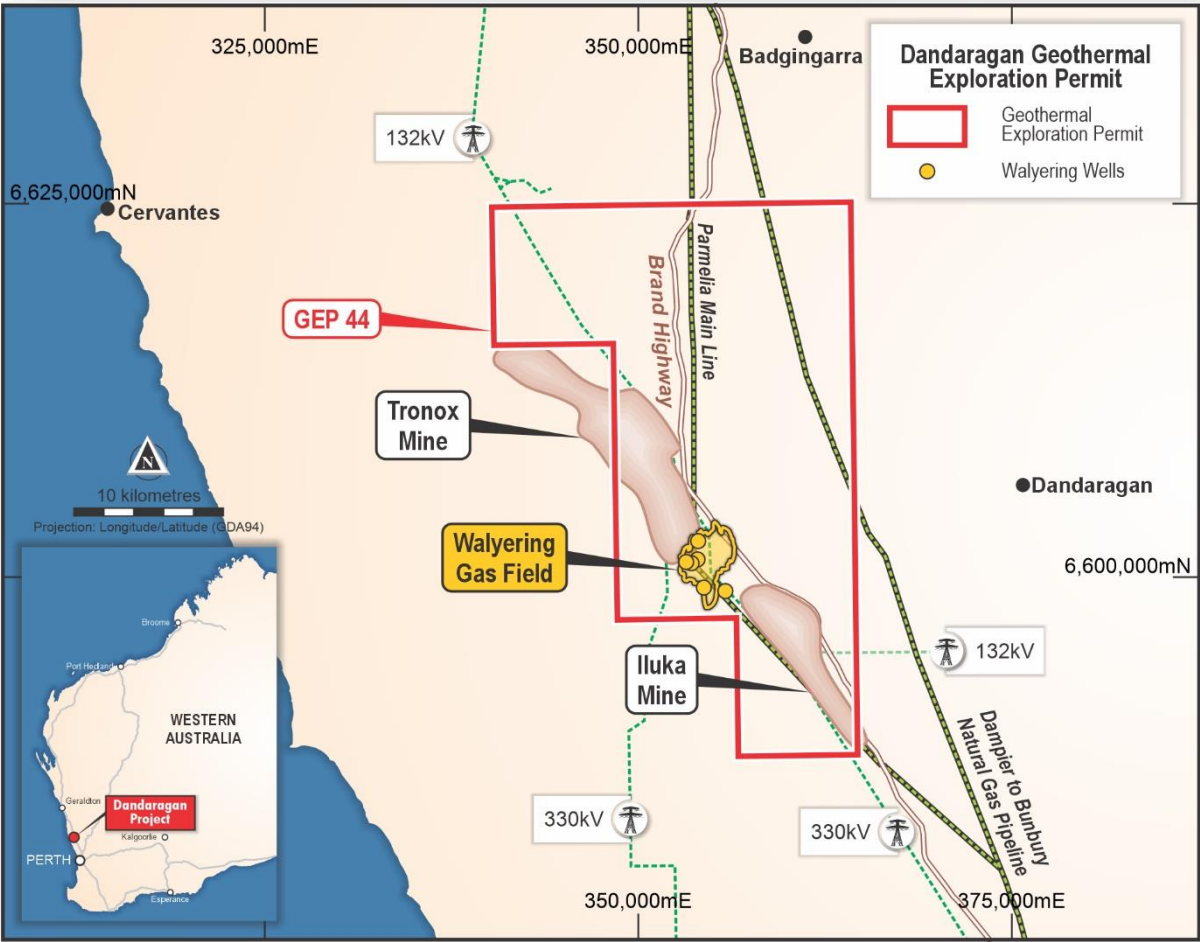 325,000mE
350,000mE
Badgingarra
Dandaragan Geothermal
Exploration Permit
Geothermal
Exploration Permit
Walyering Wells
132kV
6,625,000mN
Cervantes
Parmelia Main Line
Brand Highway
GEP 44
Tronox
Mine
N
10 kilometres
Projection: Longitude/Latitude (GDA94)
Dandaragan
Walyering
Gas Field
6,600,000mN
Iluka
Mine
132kV
Dampier to Bunbury
Natural Gas Pipeline
330kV
330kV
350,000mE
375,000mE
Broome
Port Hedland
WESTERN
AUSTRALIA
Geraldton
Dandaragan
Project
Kalgoorlie
PERTH
Esperance